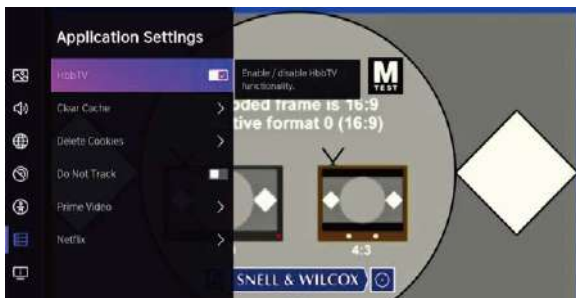 Application Settings
HbbTV
Enable / disable HbbTV
functionality.
M
TEST
Clear Cache
oded frame is 16:9
tive format 0 (16:9)
Delete Cookies
Do Not Track
Prime Video
Netflix
4:3
SNELL & WILCOX